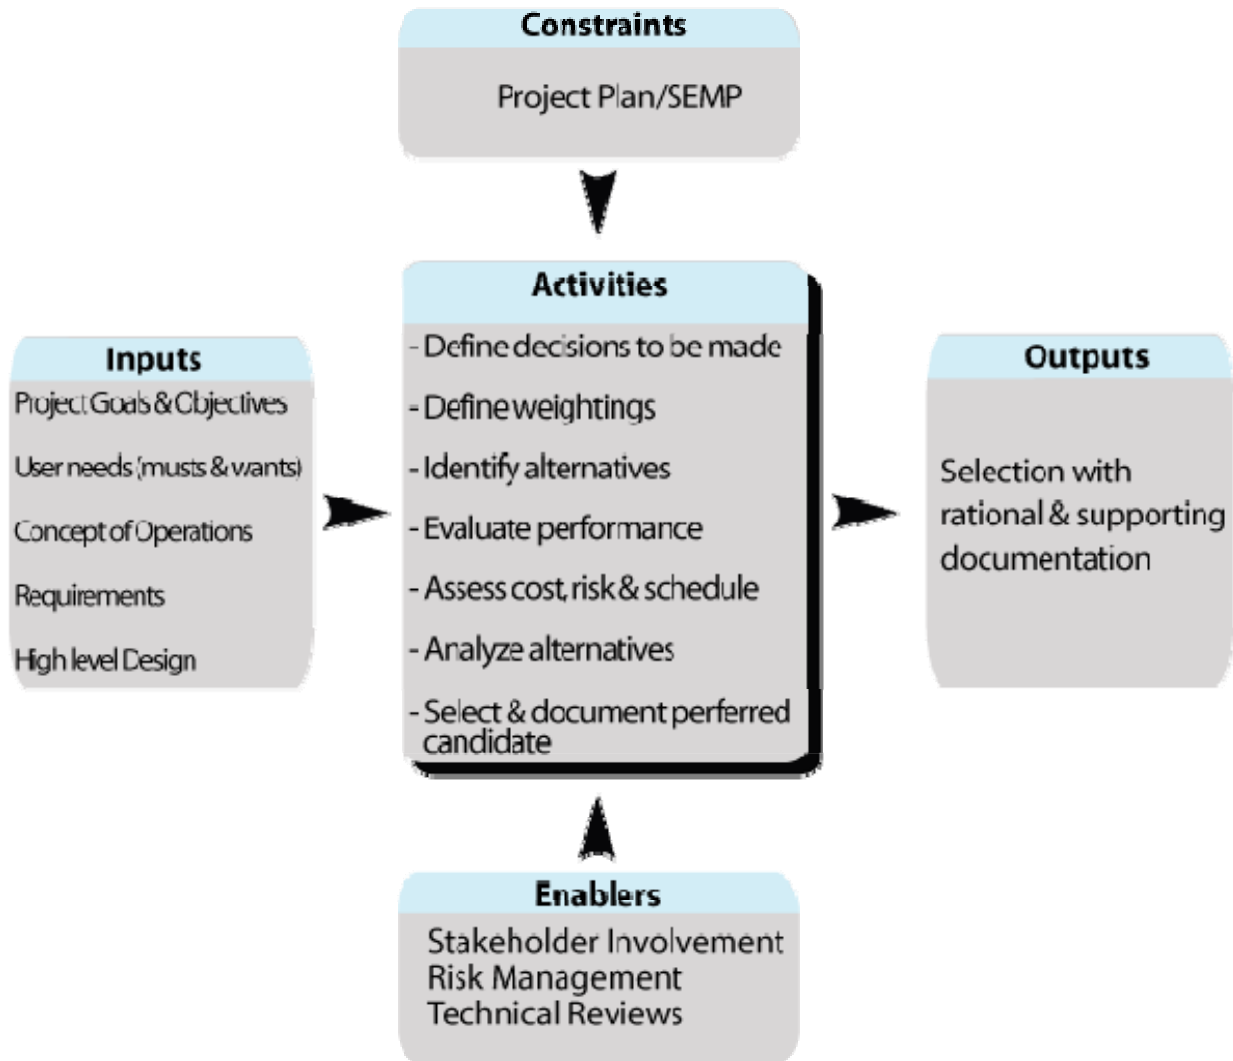 Constraints
Project Plan/SEMP
Activities
- Define decisions to be made
- Define weightings
- Identify alternatives
- Evaluate performance
- Assess cost, risk & schedule
- Analyze alternatives
- Select & document perferred
candidate
Inputs
Project Goals & Objectives
User needs (musts & wants)
Concept of Operations
Requirements
High level Design
Outputs
Selection with
rational & supporting
documentation
Enablers
Stakeholder Involvement
Risk Management
Technical Reviews